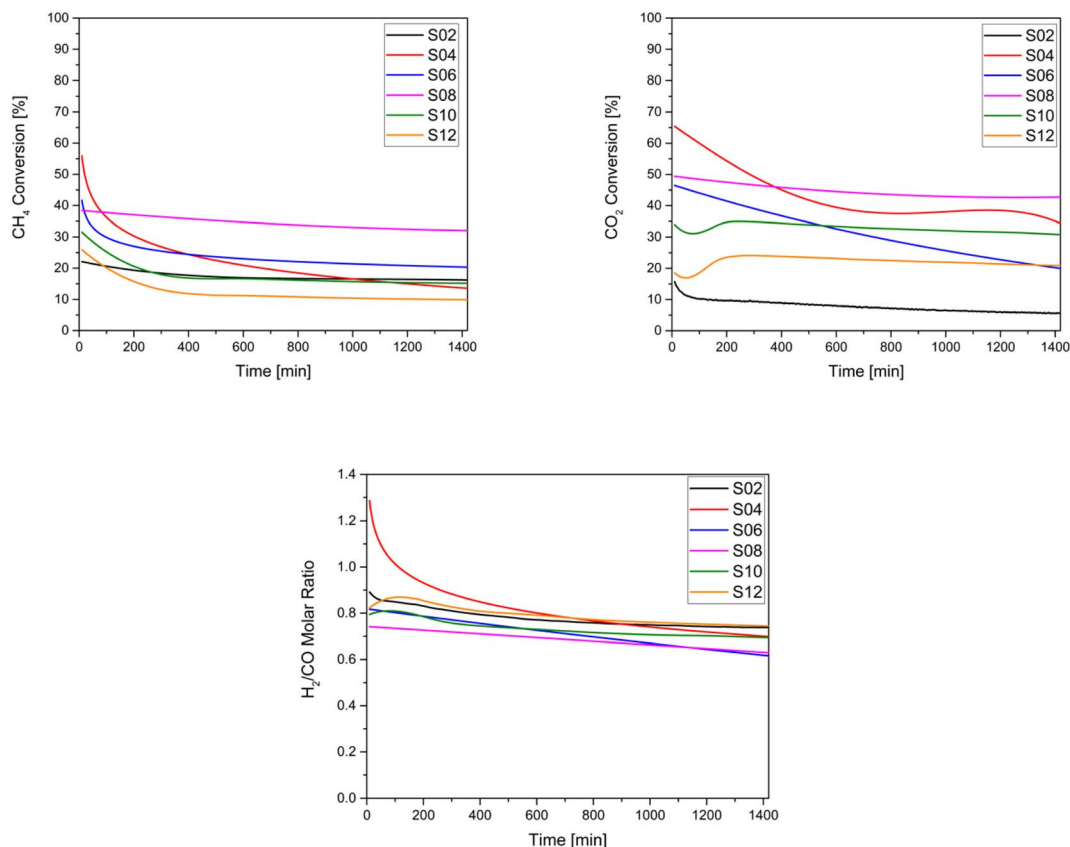 100
90
80
70
60
50
40
30
20
10
0
0 200 400 600 800 1000 1200 1400
CH4 Conversion [%]
Time [min]
S02
S04
S06
S08
S10
S12
100
90
80
70
60
50
40
30
20
10
0
0 200 400 600 800 1000 1200 1400
CO2 Conversion [%]
Time [min]
S02
S04
S06
S08
S10
S12
1.4
1.2
1.0
0.8
0.6
0.4
0.2
0.0
0 200 400 600 800 1000 1200 1400
H2/CO Molar Ratio
Time [min]
S02
S04
S06
S08
S10
S12